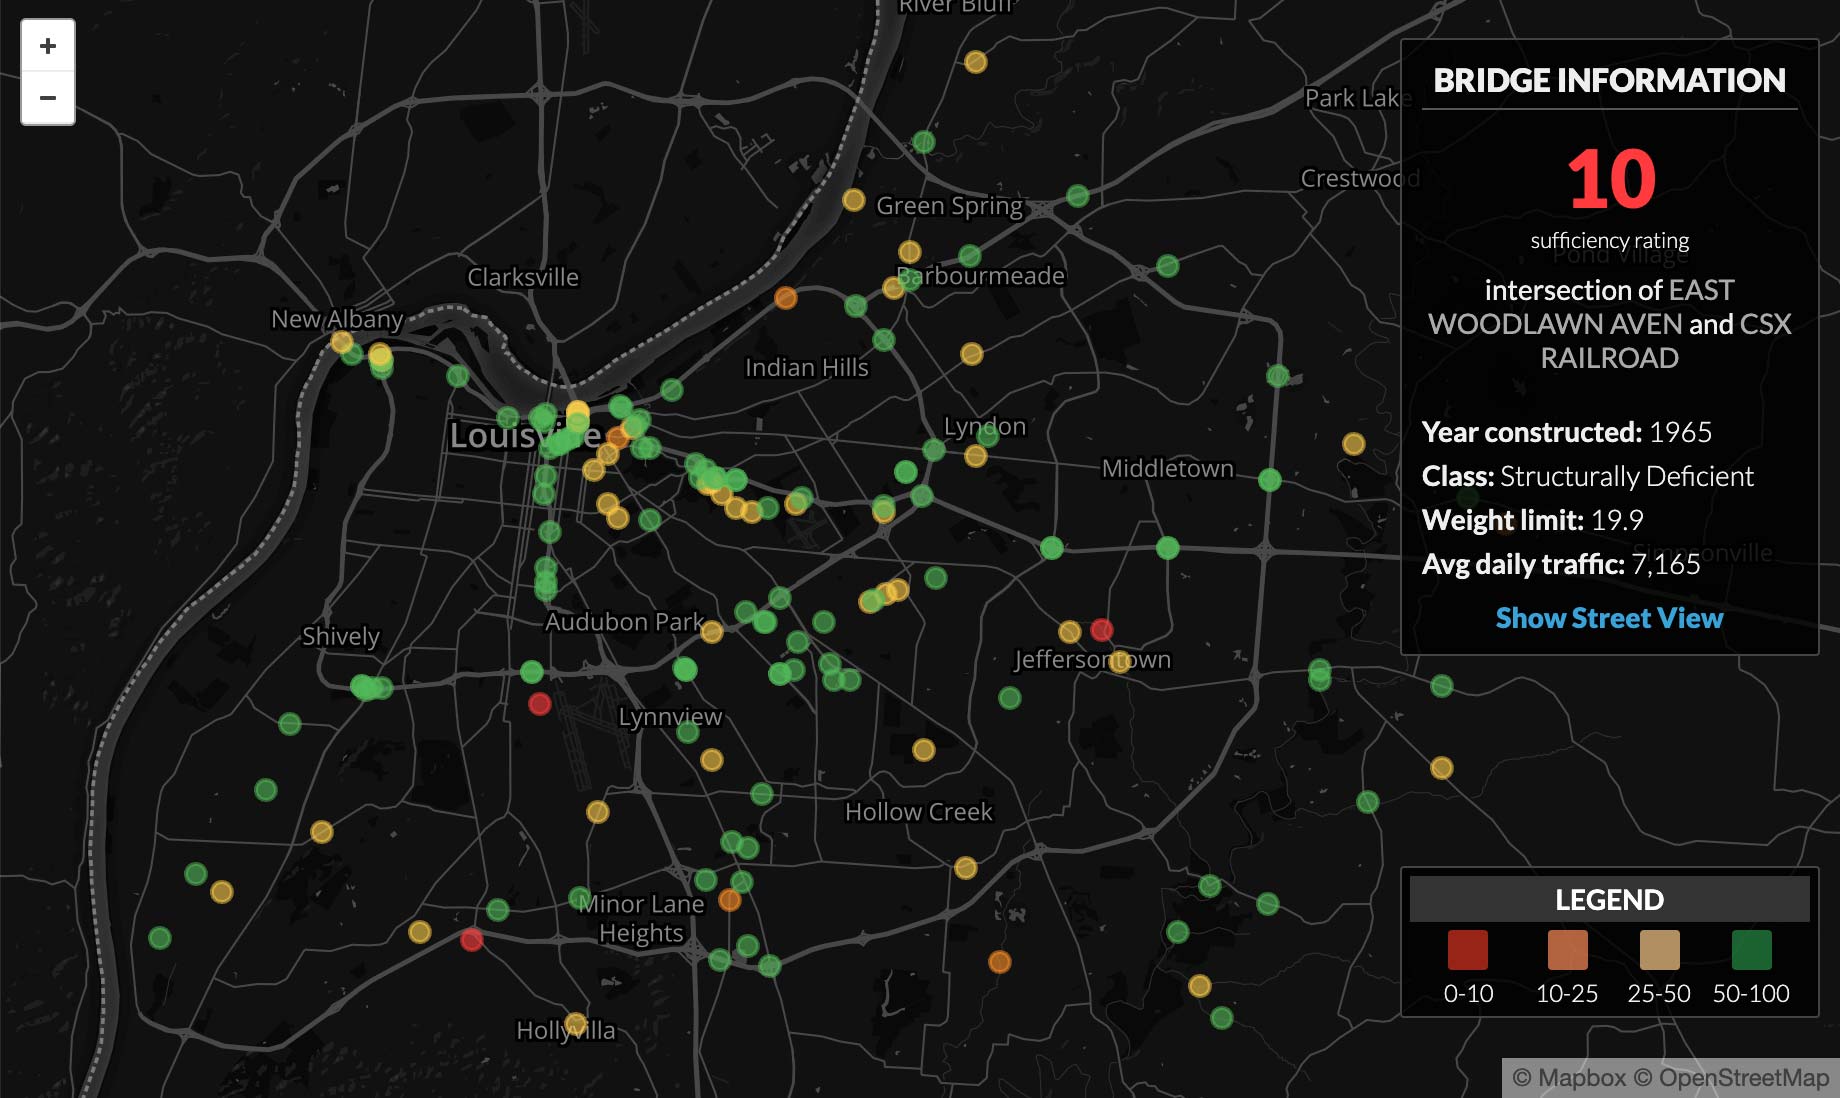 +
−
River Bluff
Park Lake
Crestwood
Green Spring
Clarksville
Barbourmeade
New Albany
Indian Hills
Lyndon
Louisville
Middletown
Audubon Park
Shively
Jeffersontown
Lynnview
Hollow Creek
Minor Lane
Heights
Hollyvilla
BRIDGE INFORMATION
10
sufficiency rating
Pond Village
intersection of EAST
WOODLAWN AVEN and CSX
RAILROAD
Year constructed: 1965
Class: Structurally Deficient
Weight limit: 19.9
Simpsonville
Avg daily traffic: 7,165
Show Street View
LEGEND
0-10 10-25 25-50 50-100
© Mapbox © OpenStreetMap